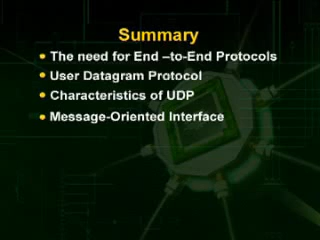 Summary
The need for End –to-End Protocols
User Datagram Protocol
Characteristics of UDP
Message-Oriented Interface